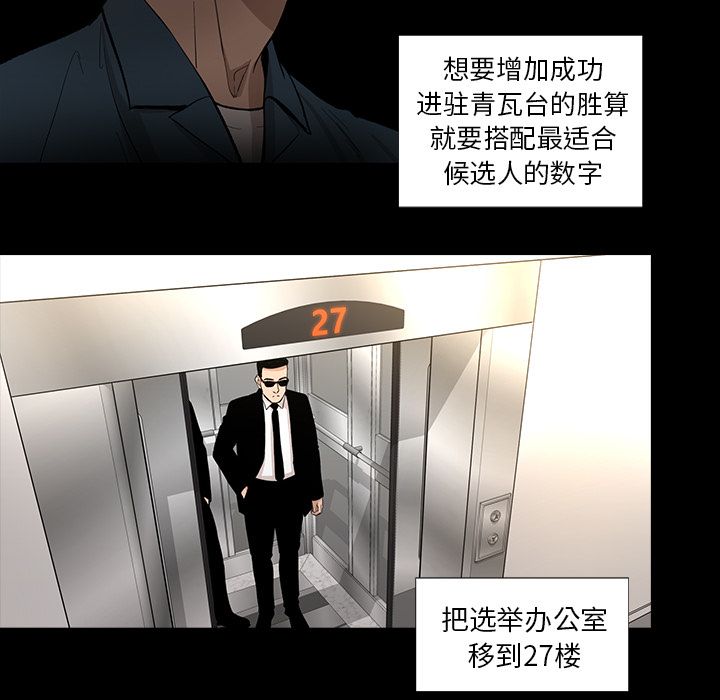 想要增加成功
进驻青瓦台的胜算
就要搭配最适合
候选人的数字
27
把选举办公室
移到27楼